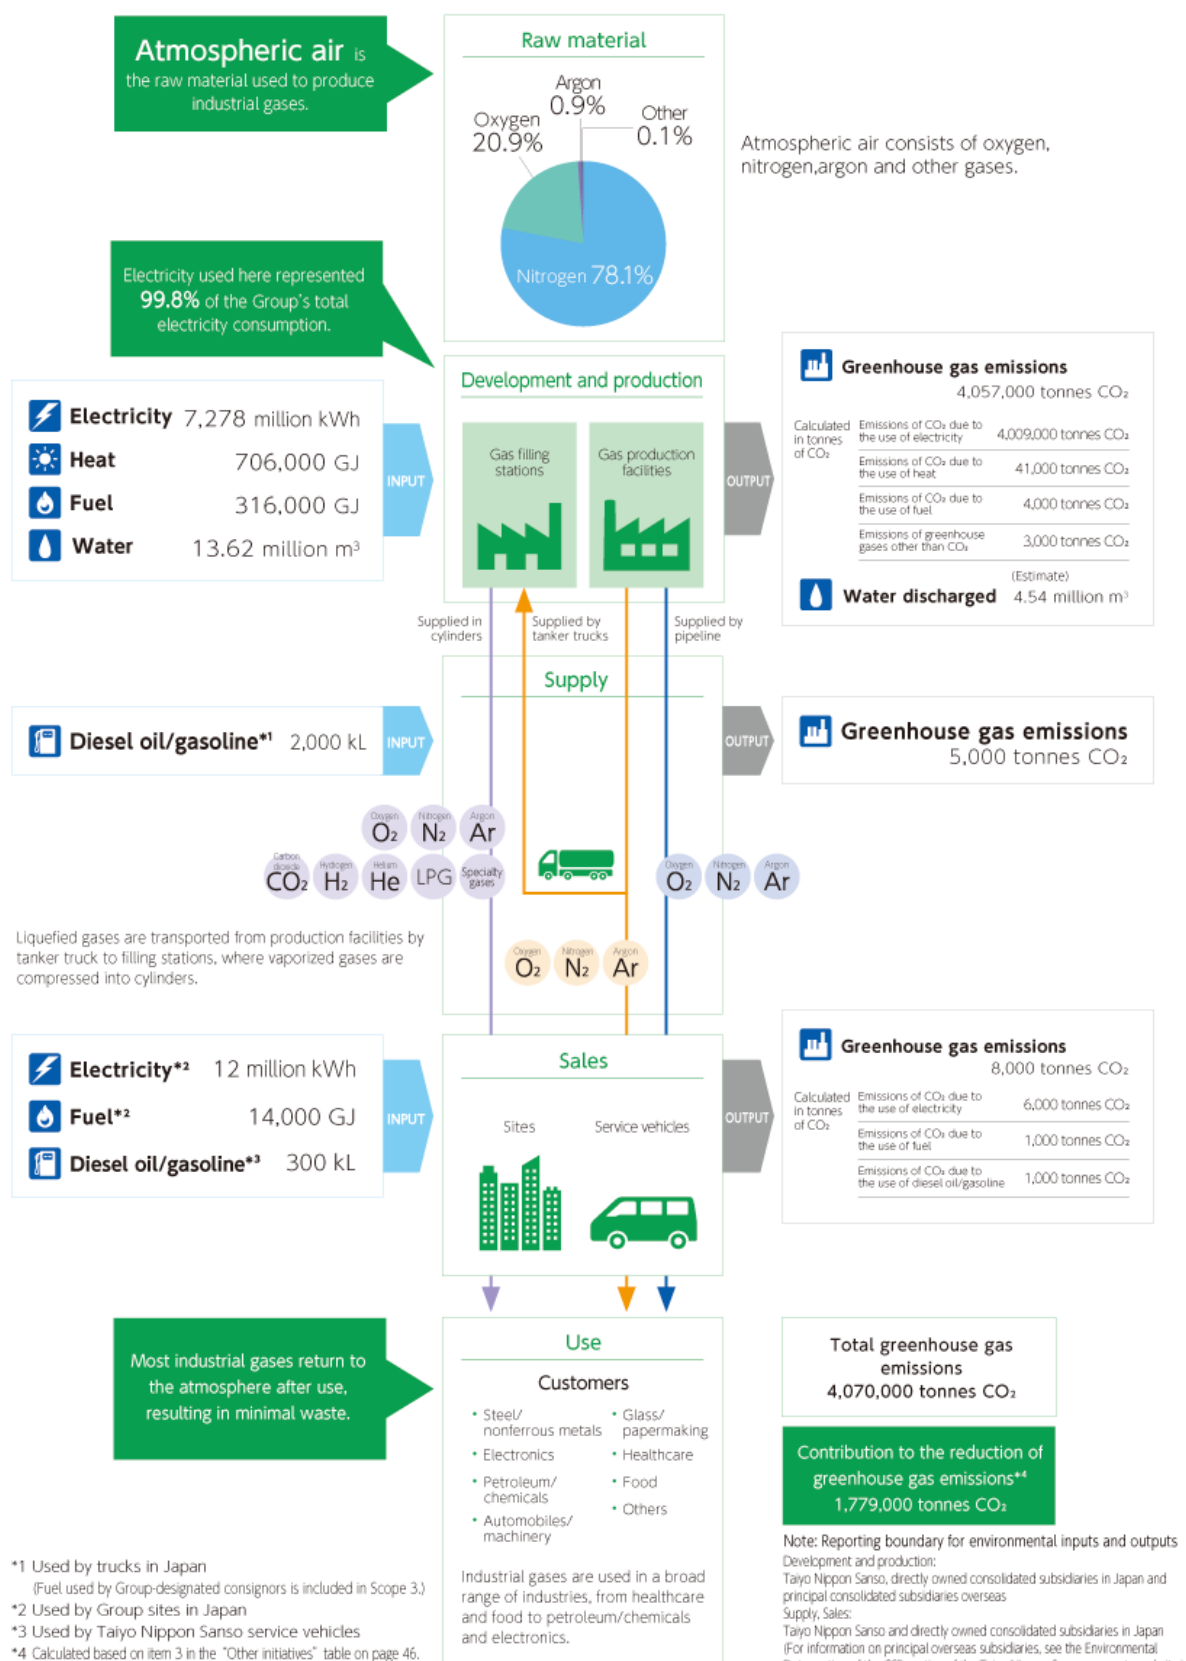 Atmospheric air is
the raw material used to produce
industrial gases.
Raw material
Argon
0.9%
Oxygen
20.9%
Other
0.1%
Nitrogen 78.1%
Atmospheric air consists of oxygen,
nitrogen,argon and other gases.
Electricity used here represented
99.8% of the Group's total
electricity consumption.
Electricity 7,278 million kWh
Heat 706,000 GJ
Fuel 316,000 GJ
Water 13.62 million m³
INPUT
Development and production
Gas filling
stations
Gas production
facilities
OUTPUT
Greenhouse gas emissions
4,057,000 tonnes CO₂
Calculated
in tonnes
of CO₂
Emissions of CO₂ due to
the use of electricity 4,009,000 tonnes CO₂
Emissions of CO₂ due to
the use of heat 41,000 tonnes CO₂
Emissions of CO₂ due to
the use of fuel 4,000 tonnes CO₂
Emissions of greenhouse
gases other than CO₂ 3,000 tonnes CO₂
(Estimate)
Water discharged 4.54 million m³
Supplied in
cylinders
Supplied by
tanker trucks
Supplied by
pipeline
Supply
Diesel oil/gasoline*1 2,000 kL
INPUT
OUTPUT
Greenhouse gas emissions
5,000 tonnes CO₂
Oxygen
O₂
Nitrogen
N₂
Argon
Ar
Carbon
dioxide
CO₂
Hydrogen
H₂
Helium
He
LPG
Specialty
gases
Oxygen
O₂
Nitrogen
N₂
Argon
Ar
Liquefied gases are transported from production facilities by
tanker truck to filling stations, where vaporized gases are
compressed into cylinders.
Oxygen
O₂
Nitrogen
N₂
Argon
Ar
Electricity*2 12 million kWh
Fuel*2 14,000 GJ
Diesel oil/gasoline*3 300 kL
INPUT
Sales
Sites
Service vehicles
OUTPUT
Greenhouse gas emissions
8,000 tonnes CO₂
Calculated
in tonnes
of CO₂
Emissions of CO₂ due to
the use of electricity 6,000 tonnes CO₂
Emissions of CO₂ due to
the use of fuel 1,000 tonnes CO₂
Emissions of CO₂ due to
the use of diesel oil/gasoline 1,000 tonnes CO₂
Most industrial gases return to
the atmosphere after use,
resulting in minimal waste.
Use
Customers
• Steel/
nonferrous metals
• Electronics
• Petroleum/
chemicals
• Automobiles/
machinery
• Glass/
papermaking
• Healthcare
• Food
• Others
Industrial gases are used in a broad
range of industries, from healthcare
and food to petroleum/chemicals
and electronics.
Total greenhouse gas
emissions
4,070,000 tonnes CO₂
Contribution to the reduction of
greenhouse gas emissions*4
1,779,000 tonnes CO₂
*1 Used by trucks in Japan
(Fuel used by Group-designated consignors is included in Scope 3.)
*2 Used by Group sites in Japan
*3 Used by Taiyo Nippon Sanso service vehicles
*4 Calculated based on item 3 in the "Other initiatives" table on page 46.
Note: Reporting boundary for environmental inputs and outputs
Development and production:
Taiyo Nippon Sanso, directly owned consolidated subsidiaries in Japan and
principal consolidated subsidiaries overseas
Supply, Sales:
Taiyo Nippon Sanso and directly owned consolidated subsidiaries in Japan
(For information on principal overseas subsidiaries, see the Environmental